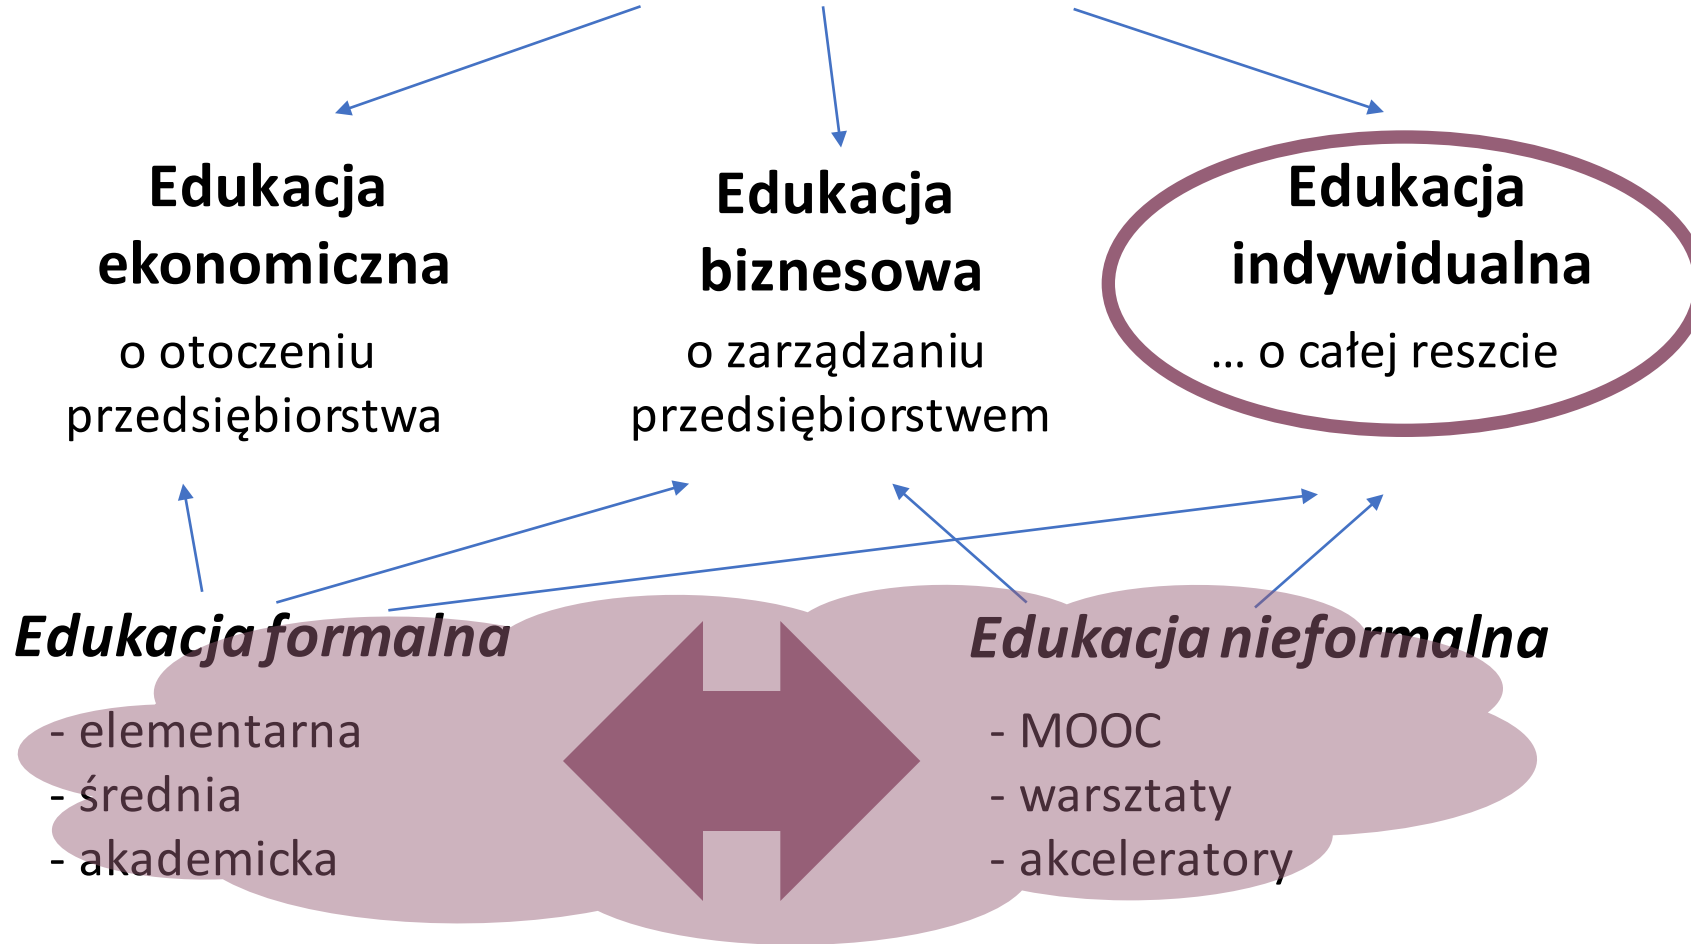 Edukacja
ekonomiczna
o otoczeniu
przedsiębiorstwa
Edukacja
biznesowa
o zarządzaniu
przedsiębiorstwem
Edukacja
indywidualna
... o całej reszcie
Edukacja formalna
- elementarna
- średnia
- akademicka
Edukacja nieformalna
- MOOC
- warsztaty
- akceleratory